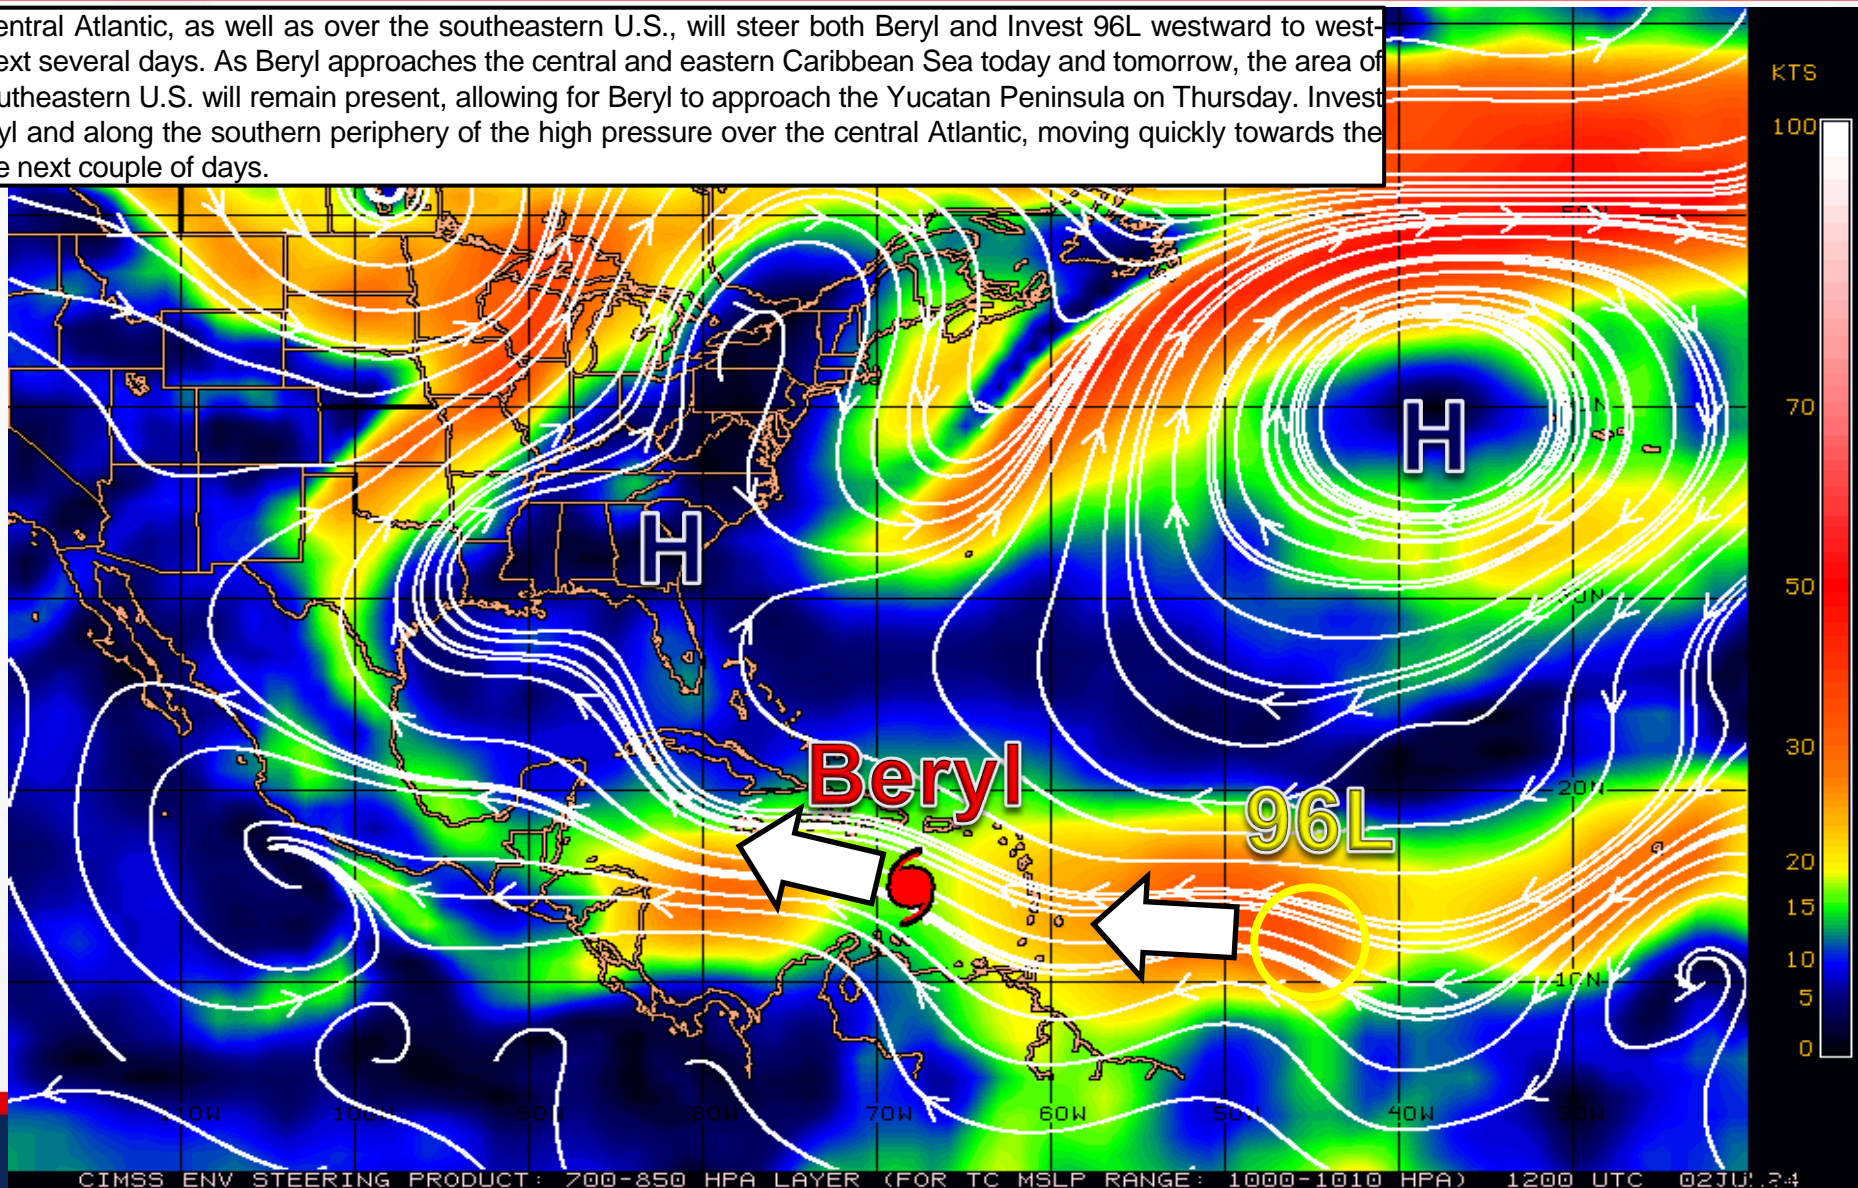 entral Atlantic, as well as over the southeastern U.S., will steer both Beryl and Invest 96L westward to west-
ext several days. As Beryl approaches the central and eastern Caribbean Sea today and tomorrow, the area of
utheastern U.S. will remain present, allowing for Beryl to approach the Yucatan Peninsula on Thursday. Invest
yl and along the southern periphery of the high pressure over the central Atlantic, moving quickly towards the
e next couple of days.
KTS
100
70
50
30
20
15
10
5
0
H
H
Beryl
96L
20N
10N
100W
90W
80W
70W
60W
50W
40W
30W
CIMSS ENV STEERING PRODUCT: 700-850 HPA LAYER (FOR TC MSLP RANGE: 1000-1010 HPA) 1200 UTC